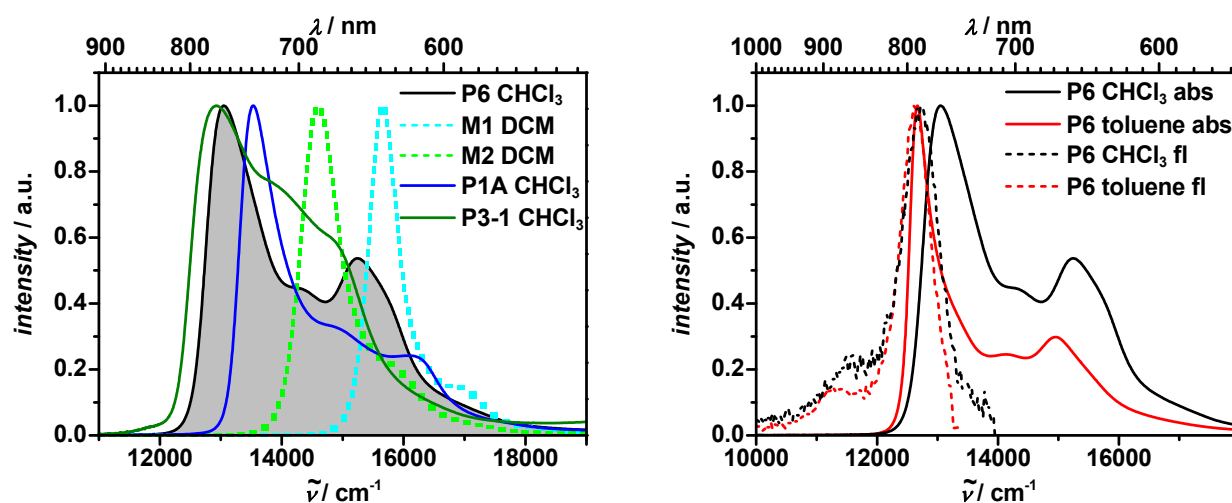 λ / nm
900 800 700 600
1.0
0.8
0.6
0.4
0.2
0.0
intensity / a.u.
P6 CHCl₃
M1 DCM
M2 DCM
P1A CHCl₃
P3-1 CHCl₃
12000 14000 16000 18000
ν̃ / cm⁻¹
λ / nm
1000 900 800 700 600
1.0
0.8
0.6
0.4
0.2
0.0
intensity / a.u.
P6 CHCl₃ abs
P6 toluene abs
P6 CHCl₃ fl
P6 toluene fl
10000 12000 14000 16000
ν̃ / cm⁻¹